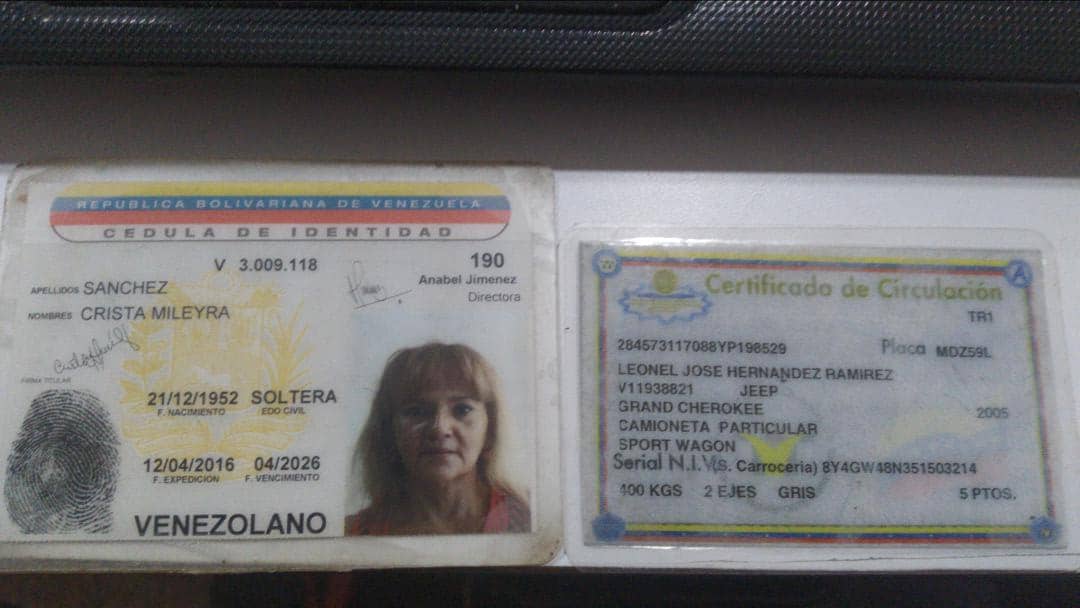 REPUBLICA BOLIVARIANA DE VENEZUELA
CEDULA DE IDENTIDAD
V 3.009.118
190
Anabel Jimenez
Directora
APELLIDOS SANCHEZ
NOMBRES CRISTA MILEYRA
FIRMA TITULAR
21/12/1952 SOLTERA
F. NACIMIENTO EDO CIVIL
12/04/2016 04/2026
F. EXPEDICION F. VENCIMIENTO
VENEZOLANO
Certificado de Circulación
TR1
284573117088YP198529 Placa MDZ59L
LEONEL JOSE HERNANDEZ RAMIREZ
V11938821 JEEP
GRAND CHEROKEE 2005
CAMIONETA PARTICULAR
SPORT WAGON
Serial N.I.V(s. Carroceria) 8Y4GW48N351503214
400 KGS 2 EJES GRIS 5 PTOS.